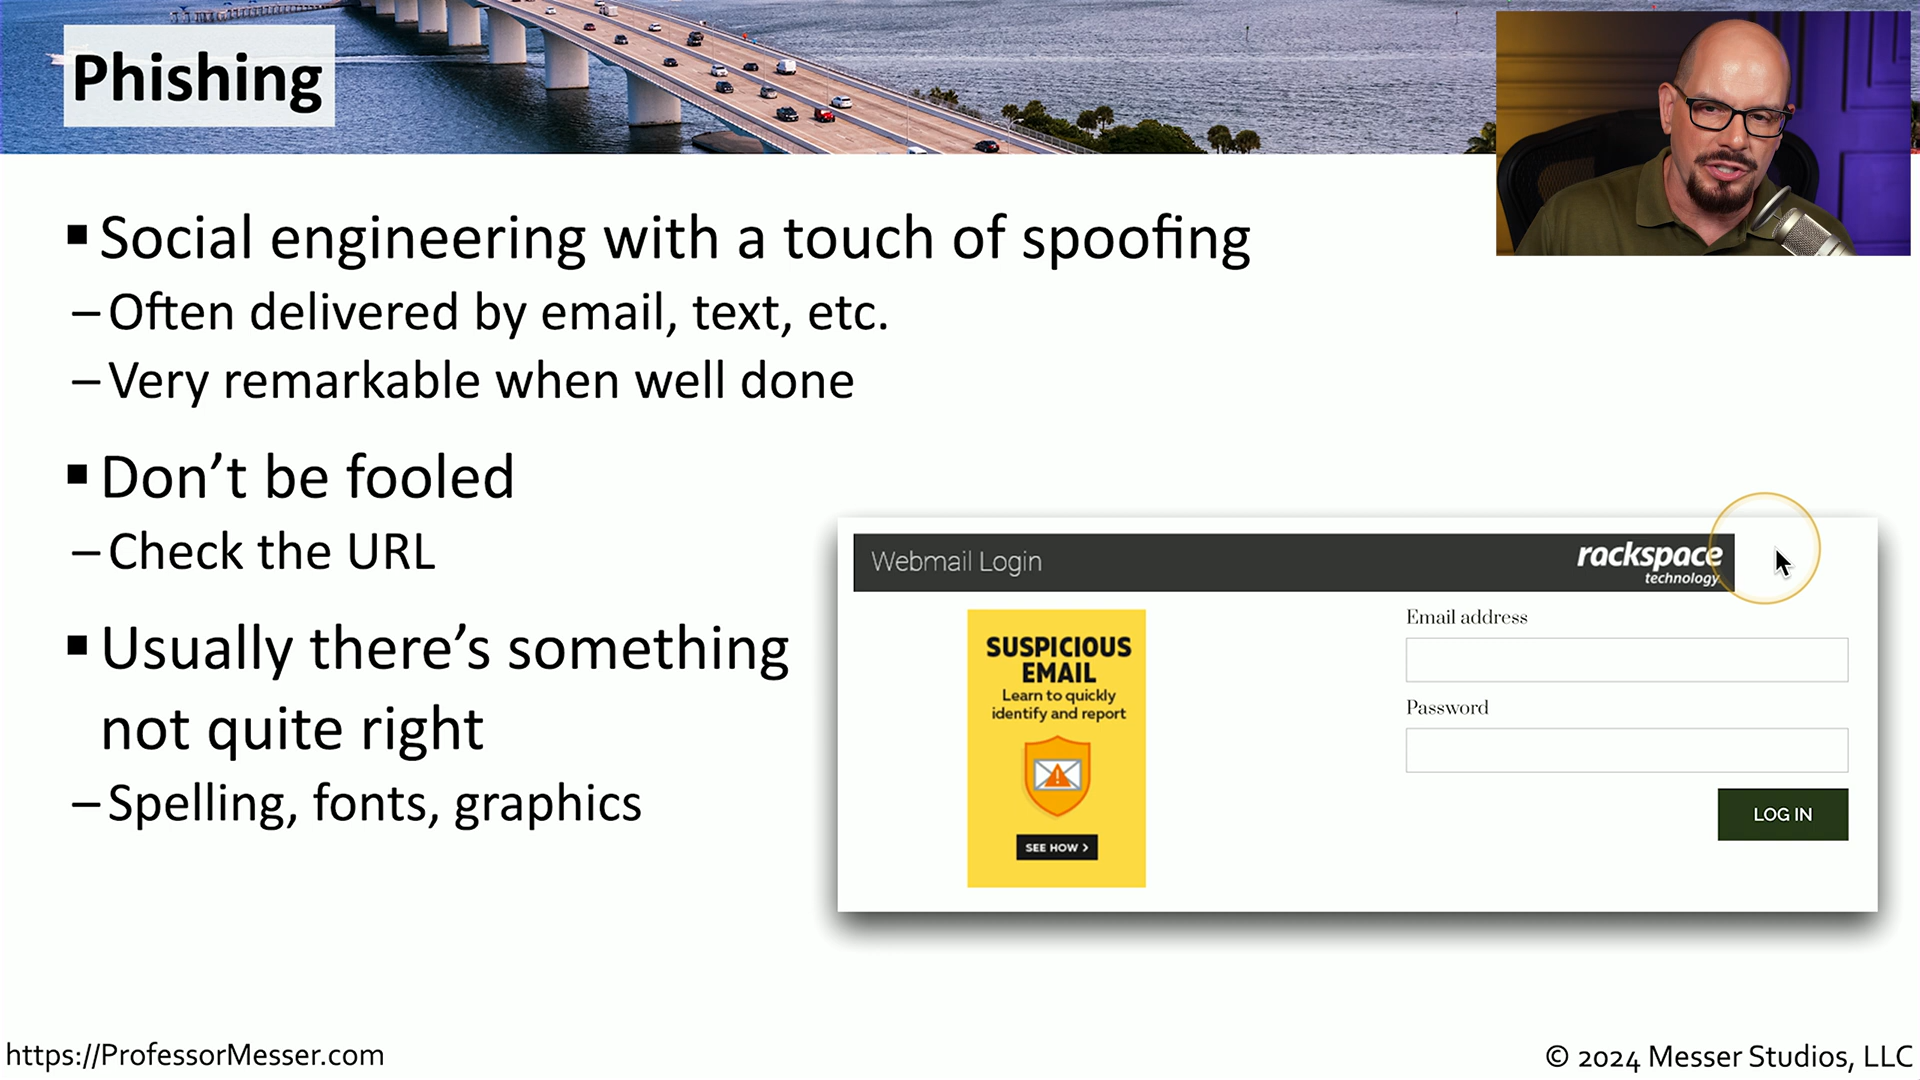 Phishing
▪ Social engineering with a touch of spoofing
– Often delivered by email, text, etc.
– Very remarkable when well done
▪ Don’t be fooled
– Check the URL
▪ Usually there’s something
not quite right
– Spelling, fonts, graphics
Webmail Login
rackspace
technology
SUSPICIOUS
EMAIL
Learn to quickly
identify and report
SEE HOW >
Email address
Password
LOG IN
https://ProfessorMesser.com
© 2024 Messer Studios, LLC